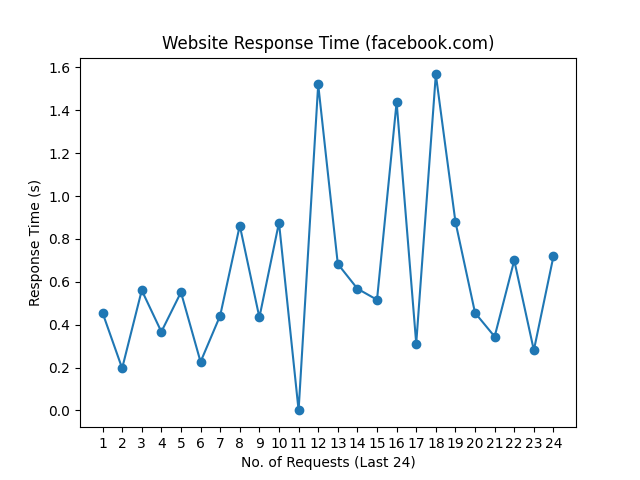 Website Response Time (facebook.com)
Response Time (s)
1.6
1.4
1.2
1.0
0.8
0.6
0.4
0.2
0.0
1 2 3 4 5 6 7 8 9 10 11 12 13 14 15 16 17 18 19 20 21 22 23 24
No. of Requests (Last 24)